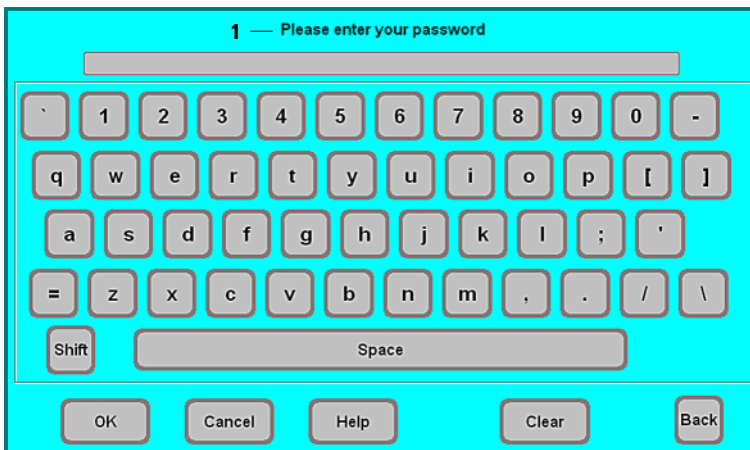 1 — Please enter your password
` 1 2 3 4 5 6 7 8 9 0 -
q w e r t y u i o p [ ]
a s d f g h j k l ; '
= z x c v b n m , . / \
Shift Space
OK Cancel Help Clear Back